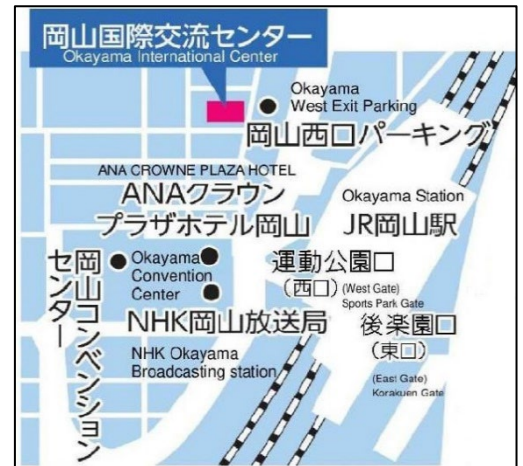 岡山国際交流センター
Okayama International Center
Okayama
West Exit Parking
岡山西口パーキング
ANA CROWNE PLAZA HOTEL
ANAクラウン
プラザホテル岡山
Okayama Station
JR岡山駅
岡山コンベンション
センター
Okayama
Convention
Center
運動公園口
(西口)
(West Gate)
Sports Park Gate
NHK岡山放送局
NHK Okayama
Broadcasting station
後楽園口
(東口)
(East Gate)
Korakuen Gate